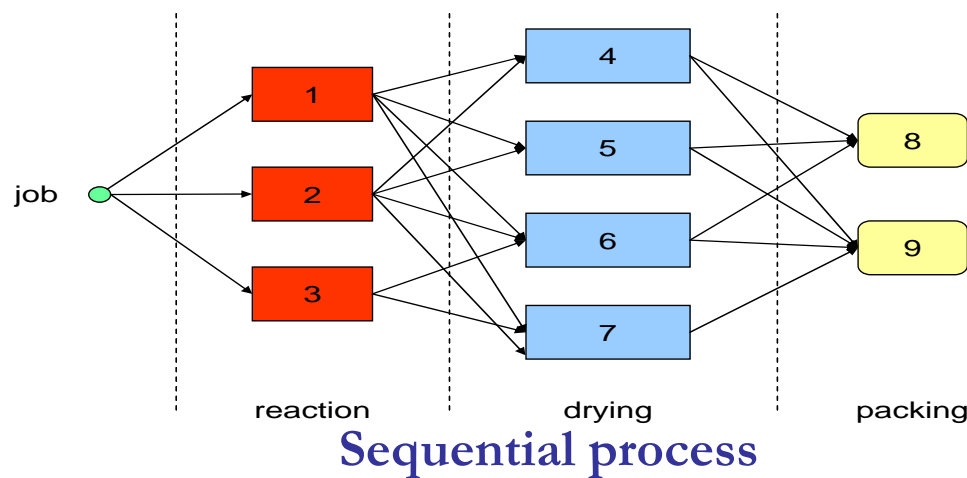 job
1
2
3
4
5
6
7
8
9
reaction
drying
packing
Sequential process